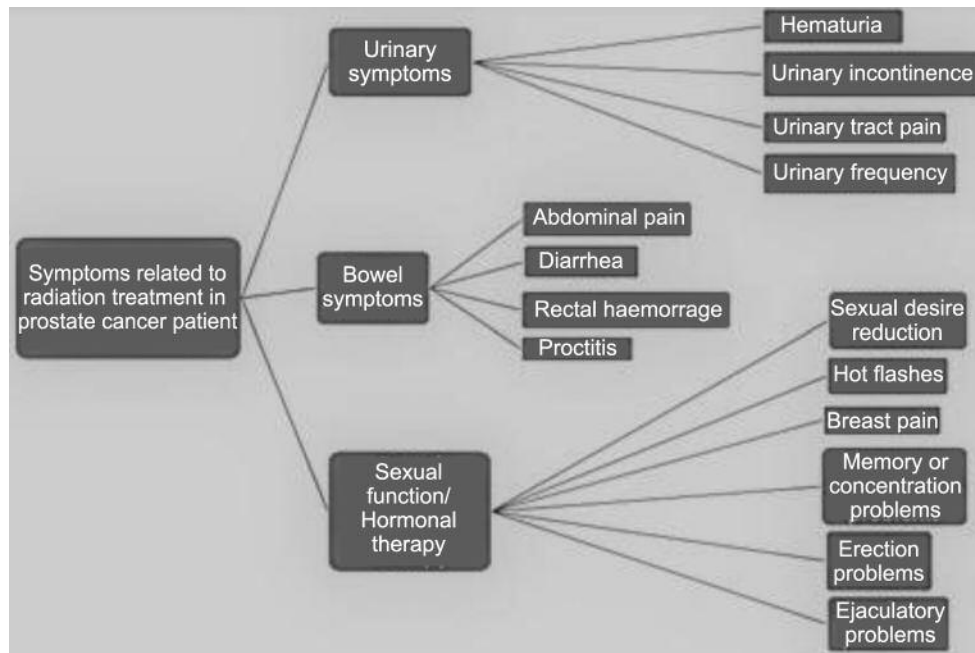 Symptoms related to
radiation treatment in
prostate cancer patient
Urinary
symptoms
Hematuria
Urinary incontinence
Urinary tract pain
Urinary frequency
Bowel
symptoms
Abdominal pain
Diarrhea
Rectal haemorrage
Proctitis
Sexual
function/
Hormonal
therapy
Sexual desire
reduction
Hot flashes
Breast pain
Memory or
concentration
problems
Erection
problems
Ejaculatory
problems